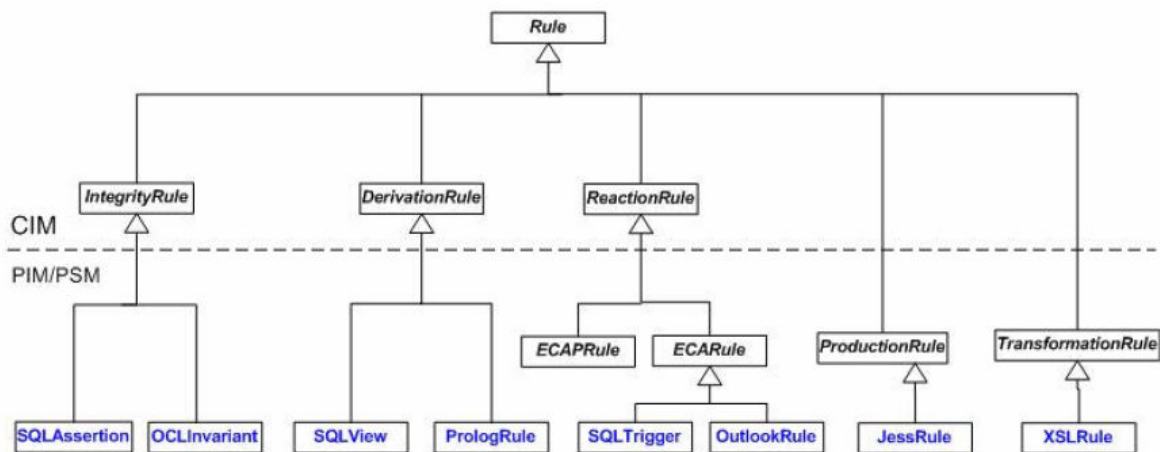 Rule
IntegrityRule
DerivationRule
ReactionRule
CIM
PIM/PSM
ECAPRule
ECARule
ProductionRule
TransformationRule
SQLAssertion
OCLInvariant
SQLView
PrologRule
SQLTrigger
OutlookRule
JessRule
XSLRule